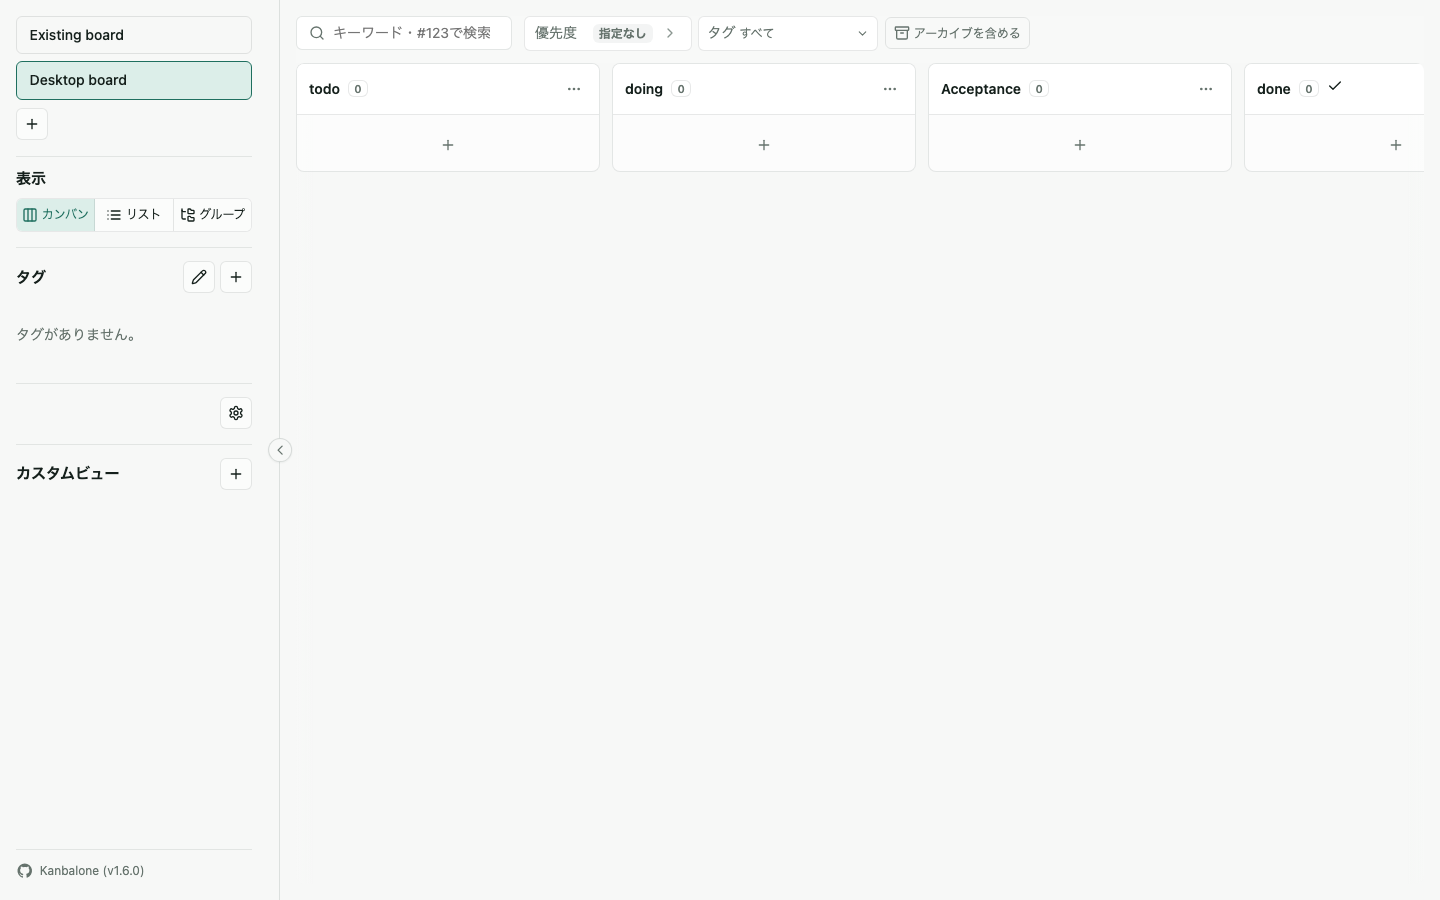 Existing board
Desktop board
表示
カンバン リスト グループ
タグ
タグがありません。
カスタムビュー
Kanbalone (v1.6.0)
キーワード・#123で検索 優先度 指定なし タグ すべて アーカイブを含める
todo 0
doing 0
Acceptance 0
done 0